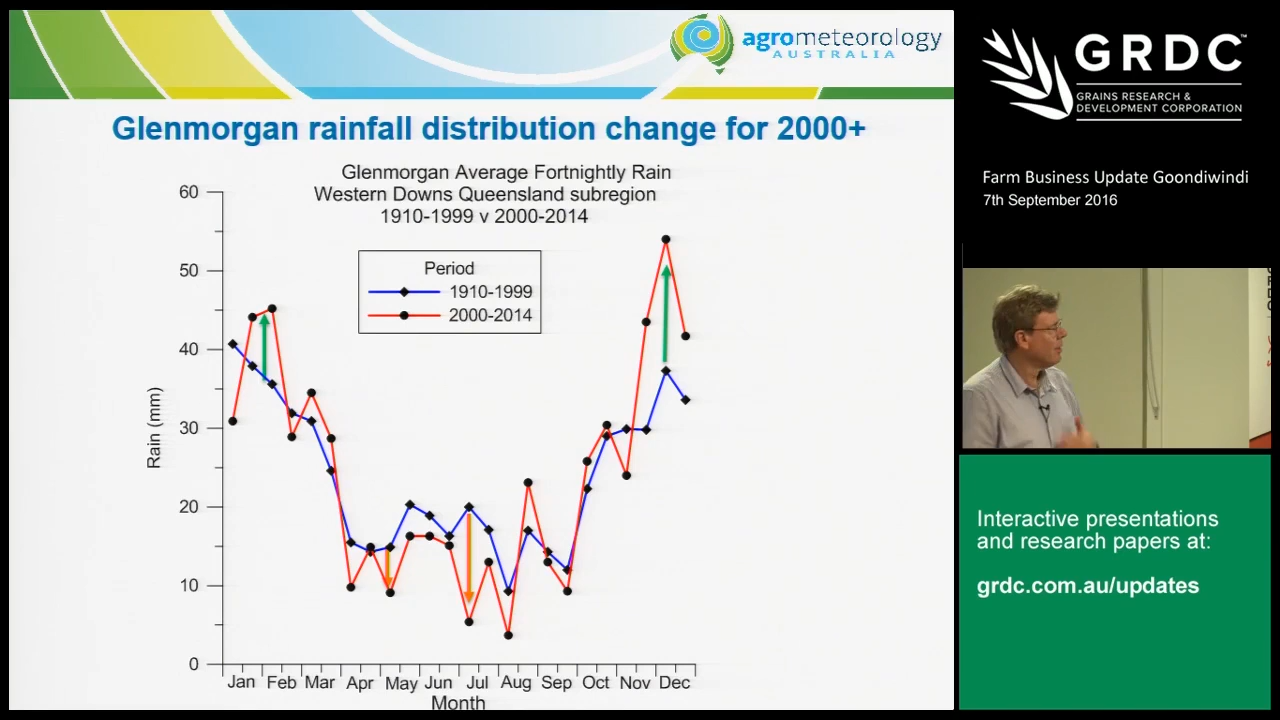 agrometeorology
AUSTRALIA
Glenmorgan rainfall distribution change for 2000+
Glenmorgan Average Fortnightly Rain
Western Downs Queensland subregion
1910-1999 v 2000-2014
Period
1910-1999
2000-2014
60
50
40
30
20
10
0
Rain (mm)
Jan Feb Mar Apr May Jun Jul Aug Sep Oct Nov Dec
Month
GRDC™
GRAINS RESEARCH &
DEVELOPMENT CORPORATION
Farm Business Update Goondiwindi
7th September 2016
Interactive presentations
and research papers at:
grdc.com.au/updates